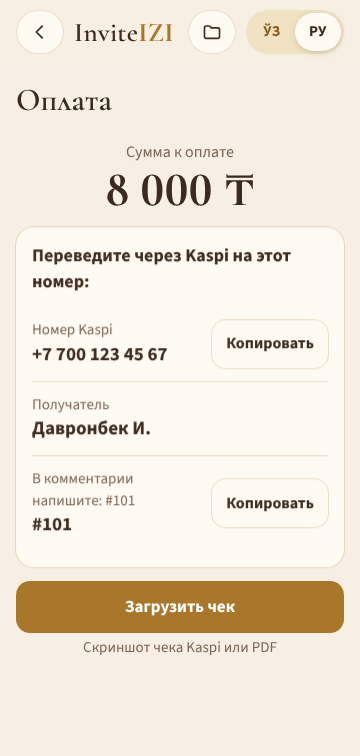 InviteIZI
ЎЗ
РУ
Оплата
Сумма к оплате
8 000 ₸
Переведите через Kaspi на этот
номер:
Номер Kaspi
+7 700 123 45 67
Копировать
Получатель
Давронбек И.
В комментарии
напишите: #101
#101
Копировать
Загрузить чек
Скриншот чека Kaspi или PDF